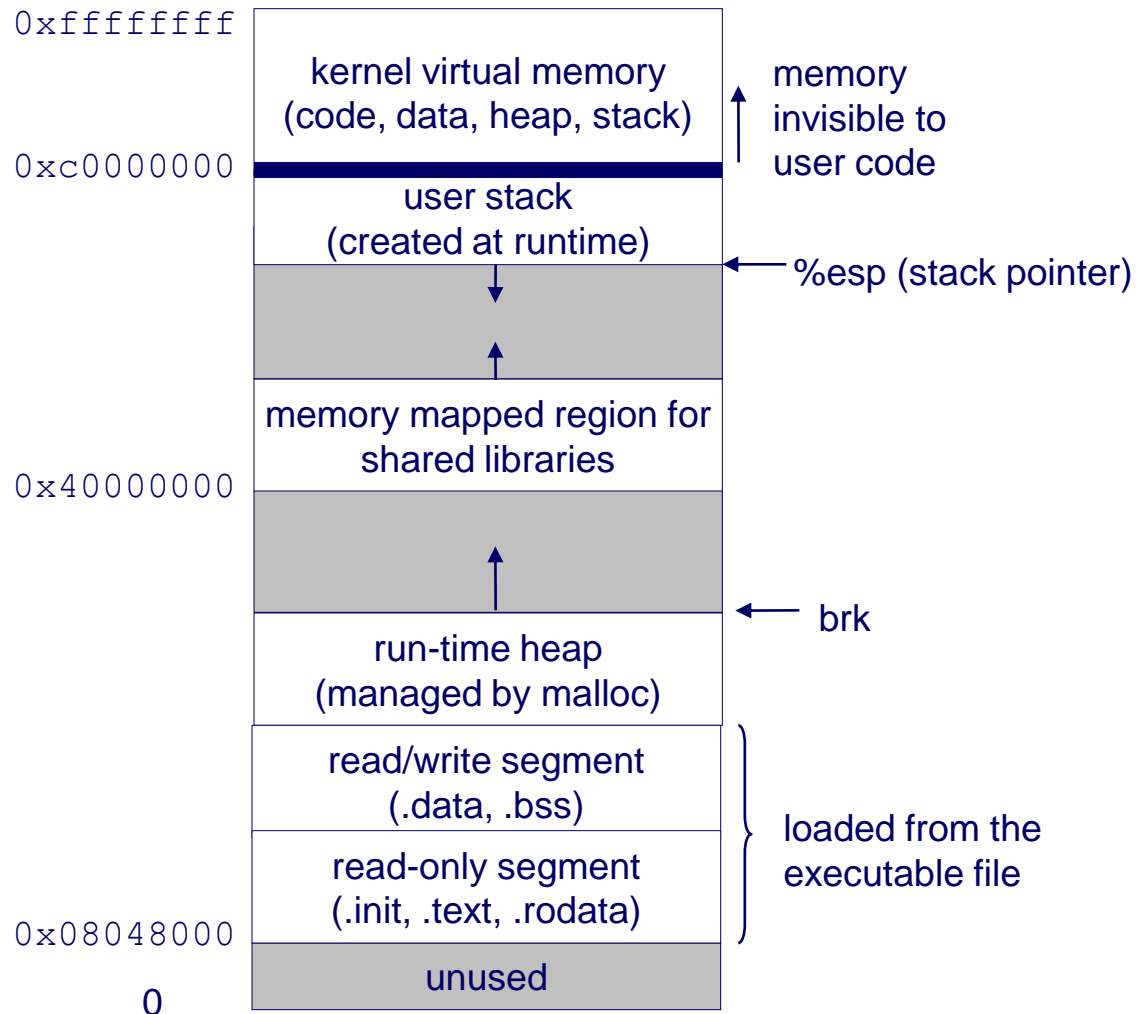 0xffffffff
kernel virtual memory
(code, data, heap, stack)
memory
invisible to
user code
0xc0000000
user stack
(created at runtime)
%esp (stack pointer)
memory mapped region for
shared libraries
0x40000000
brk
run-time heap
(managed by malloc)
read/write segment
(.data, .bss)
loaded from the
executable file
read-only segment
(.init, .text, .rodata)
0x08048000
unused
0